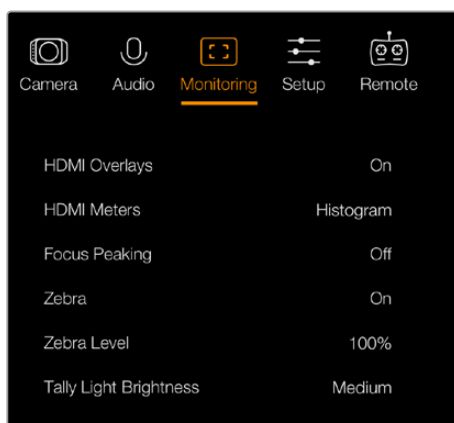 Camera Audio Monitoring Setup Remote
HDMI Overlays On
HDMI Meters Histogram
Focus Peaking Off
Zebra On
Zebra Level 100%
Tally Light Brightness Medium